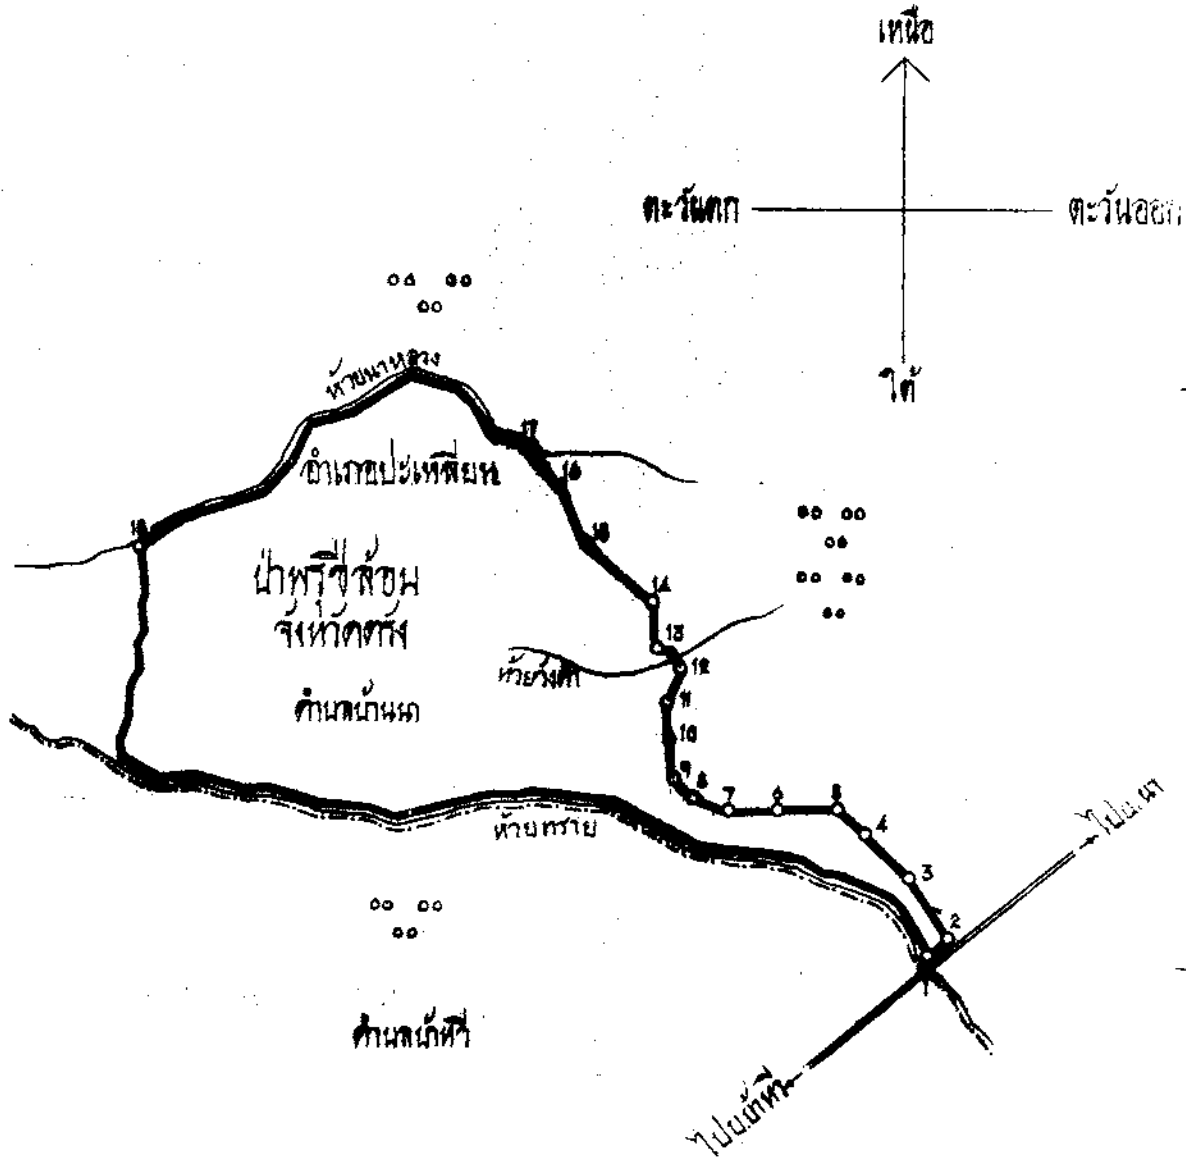 เหนือ
ตะวันตก
ตะวันออก
ใต้
ห้วยนาหลวง
17
อำเภอปะเหลียน
16
15
18
ป่าพรุขี้ล้อน
14
จังหวัดตรัง
13
ห้วยวังค่า
12
11
ตำบลบ้านนา
10
9
8
7
6
5
ห้วยทราย
4
ไปบ.นา
3
2
1
ตำบลบ้าหวี
ไปบ.บ้าหวี